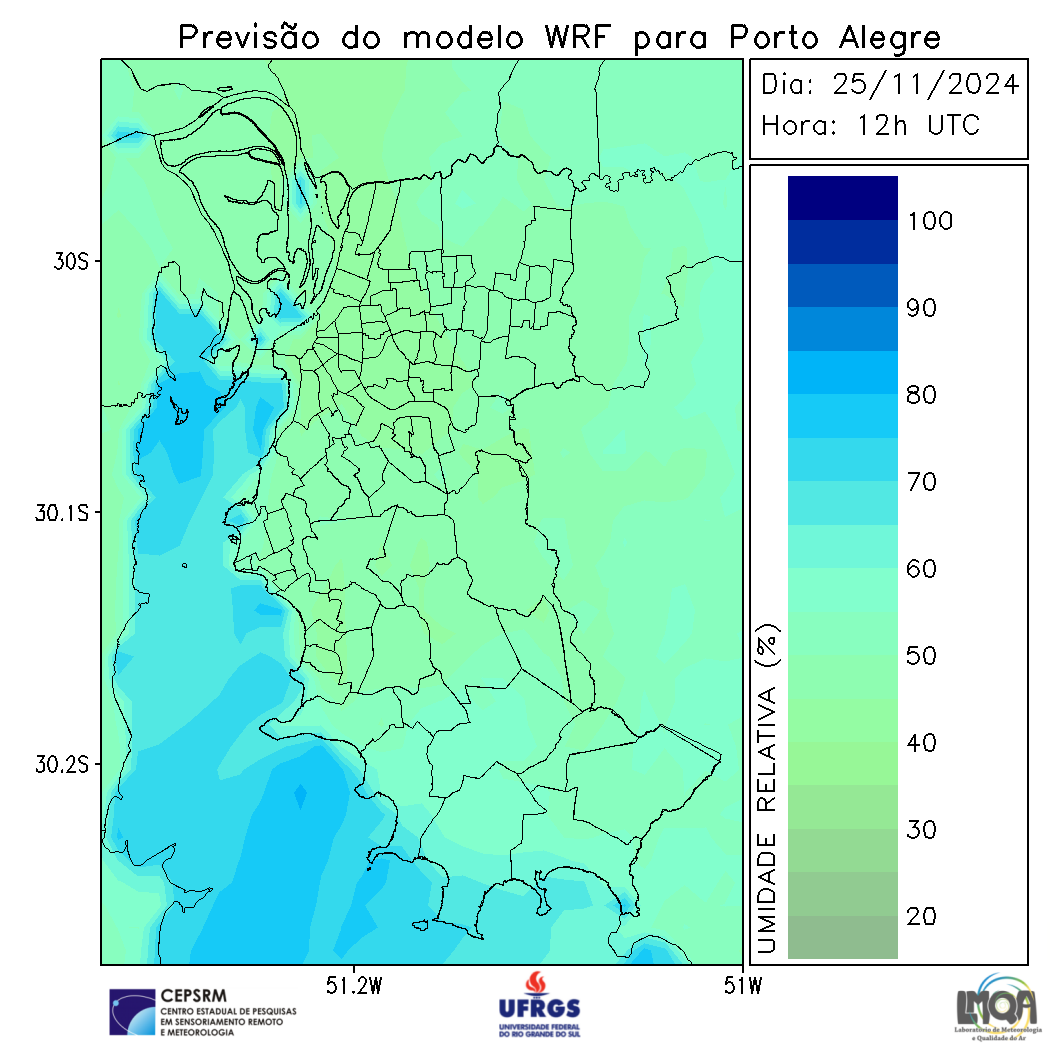 Previsão do modelo WRF para Porto Alegre
Dia: 25/11/2024
Hora: 12h UTC
30S
30.1S
30.2S
51.2W
51W
UMIDADE RELATIVA (%)
100
90
80
70
60
50
40
30
20
CEPSRM
CENTRO ESTADUAL DE PESQUISAS
EM SENSORIAMENTO REMOTO
E METEOROLOGIA
UFRGS
UNIVERSIDADE FEDERAL
DO RIO GRANDE DO SUL
LMQA
Laboratório de Meteorologia
e Qualidade do Ar